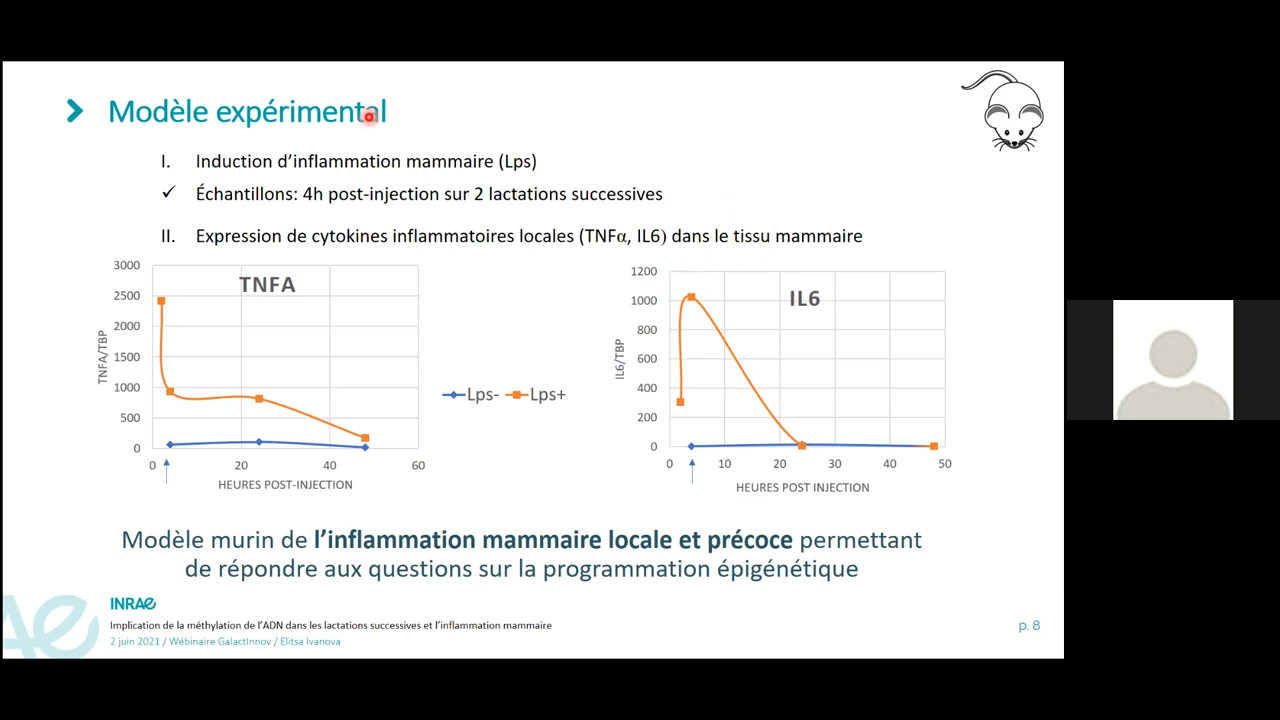 Modèle expérimental
I. Induction d’inflammation mammaire (Lps)
✓ Échantillons: 4h post-injection sur 2 lactations successives
II. Expression de cytokines inflammatoires locales (TNFα, IL6) dans le tissu mammaire
TNFA
3000
2500
2000
1500
1000
500
0
TNFA/TBP
0 20 40 60
HEURES POST-INJECTION
Lps- Lps+
IL6
1200
1000
800
600
400
200
0
IL6/TBP
0 10 20 30 40 50
HEURES POST INJECTION
Modèle murin de l’inflammation mammaire locale et précoce permettant
de répondre aux questions sur la programmation épigénétique
INRAE
Implication de la méthylation de l’ADN dans les lactations successives et l’inflammation mammaire
2 juin 2021 / Wébinaire GalactInnov / Elitsa Ivanova
p. 8